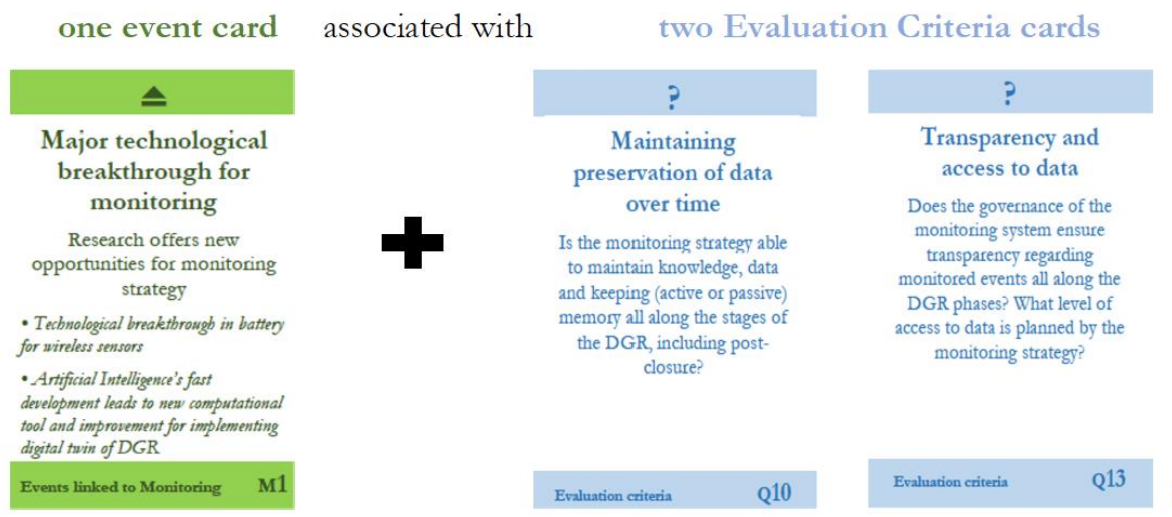 one event card associated with two Evaluation Criteria cards
Major technological
breakthrough for
monitoring
Research offers new
opportunities for monitoring
strategy
• Technological breakthrough in battery
for wireless sensors
• Artificial Intelligence's fast
development leads to new computational
tool and improvement for implementing
digital twin of DGR
Events linked to Monitoring M1
?
Maintaining
preservation of data
over time
Is the monitoring strategy able
to maintain knowledge, data
and keeping (active or passive)
memory all along the stages of
the DGR, including post-
closure?
Evaluation criteria Q10
?
Transparency and
access to data
Does the governance of the
monitoring system ensure
transparency regarding
monitored events all along the
DGR phases? What level of
access to data is planned by the
monitoring strategy?
Evaluation criteria Q13